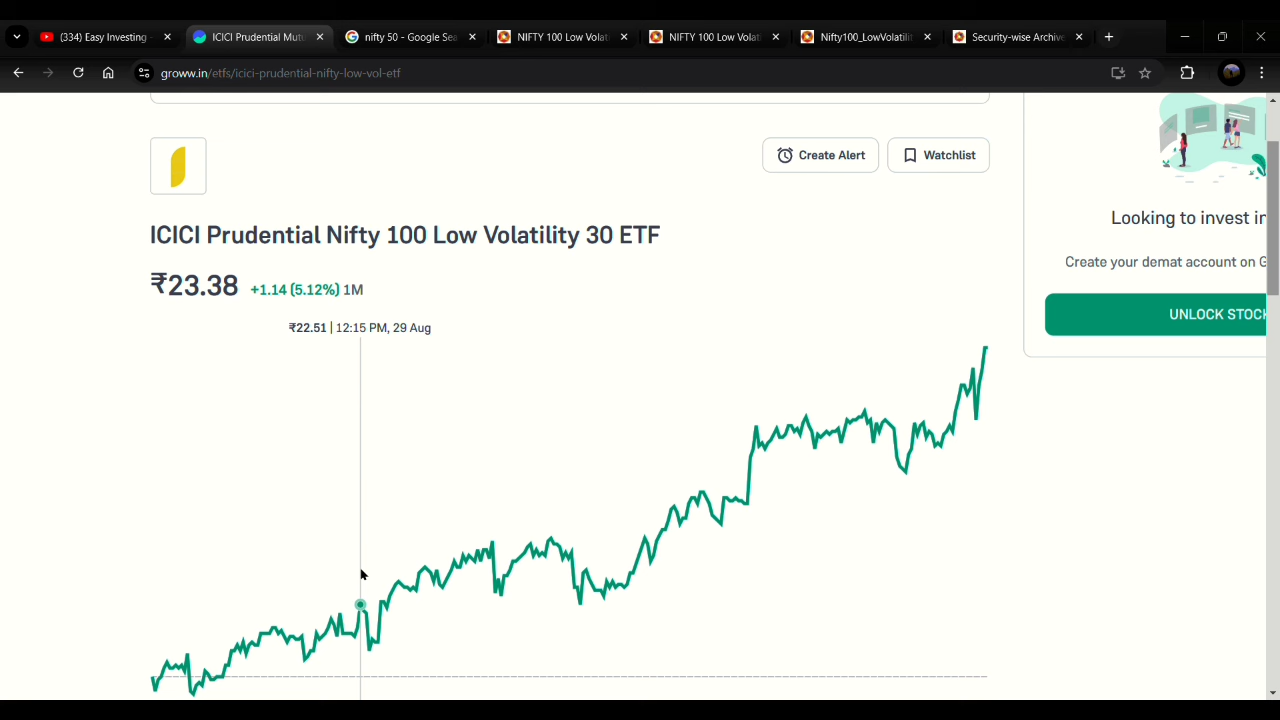 (334) Easy Investing
ICICI Prudential Mut
nifty 50 - Google Sea
NIFTY 100 Low Volati
NIFTY 100 Low Volat
Nifty100_LowVolatili
Security-wise Archive
groww.in/etfs/icici-prudential-nifty-low-vol-etf
Create Alert
Watchlist
ICICI Prudential Nifty 100 Low Volatility 30 ETF
₹23.38 +1.14 (5.12%) 1M
₹22.51 | 12:15 PM, 29 Aug
Looking to invest in
Create your demat account on G
UNLOCK STOCK